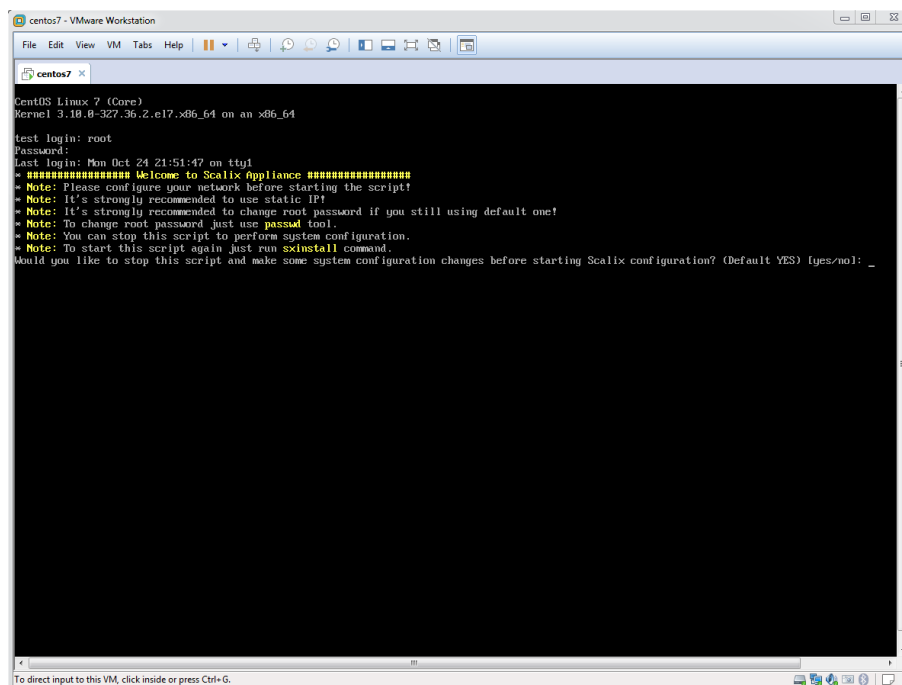 centos7 - VMware Workstation
File Edit View VM Tabs Help
centos7
CentOS Linux 7 (Core)
Kernel 3.10.0-327.36.2.el7.x86_64 on an x86_64
test login: root
Password:
Last login: Mon Oct 24 21:51:47 on tty1
* ################# Welcome to Scalix Appliance #################
* Note: Please configure your network before starting the script!
* Note: It's strongly recommended to use static IP!
* Note: It's strongly recommended to change root password if you still using default one!
* Note: To change root password just use passwd tool.
* Note: You can stop this script to perform system configuration.
* Note: To start this script again just run sxinstall command.
Would you like to stop this script and make some system configuration changes before starting Scalix configuration? (Default YES) [yes/no]: _
To direct input to this VM, click inside or press Ctrl+G.